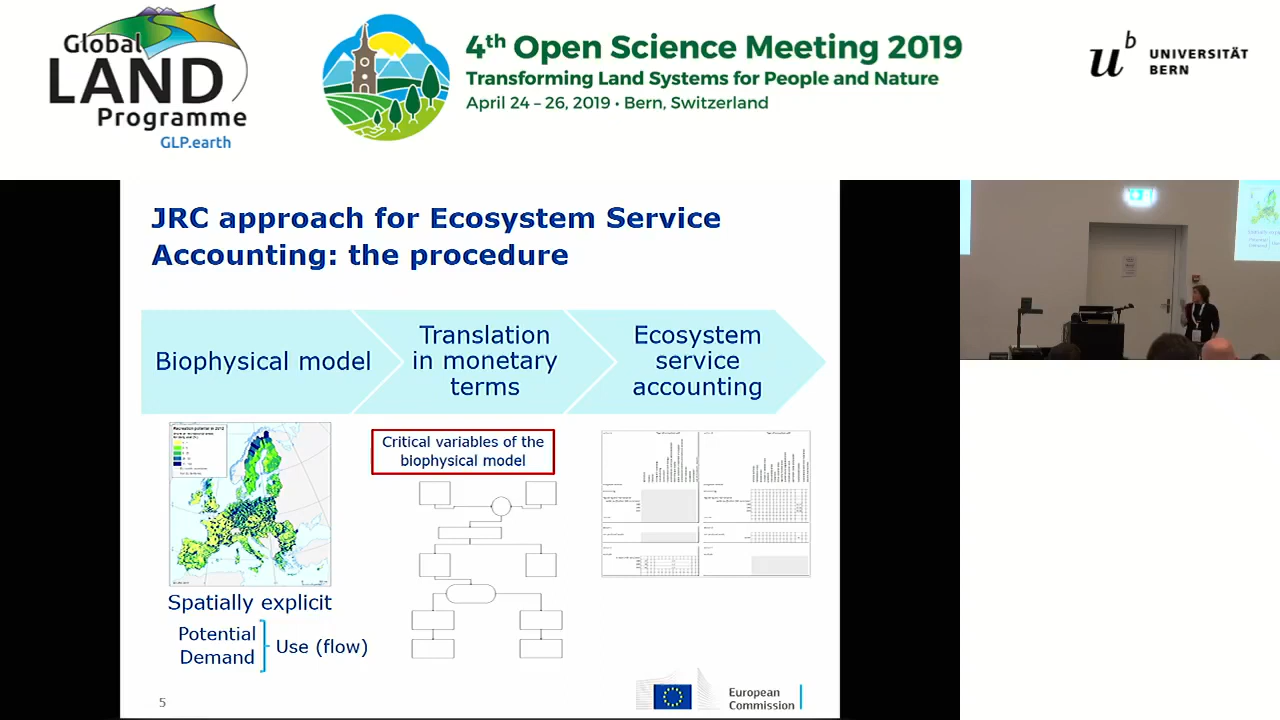 Global
LAND
Programme
GLP.earth
4th Open Science Meeting 2019
Transforming Land Systems for People and Nature
April 24 – 26, 2019 • Bern, Switzerland
u b
UNIVERSITÄT
BERN
JRC approach for Ecosystem Service
Accounting: the procedure
Biophysical model
Translation
in monetary
terms
Ecosystem
service
accounting
Critical variables of the
biophysical model
Spatially explicit
Potential
Demand
Use (flow)
5
European
Commission